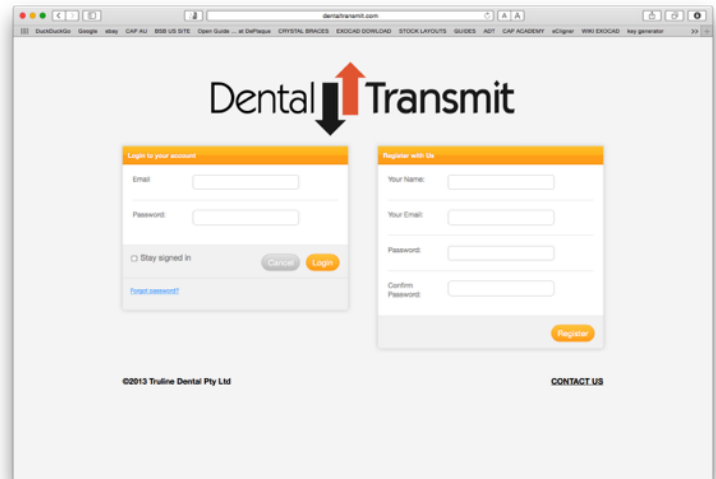 dentaltransmit.com
A A
DuckDuckGo Google ebay CAP AU BSB US SITE Open Guide ... at DePlaque CRYSTAL BRACES EXOCAD DOWLOAD STOCK LAYOUTS GUIDES ADT CAP ACADEMY eCligner WIKI EXOCAD key generator >> +
Dental Transmit
Login to your account
Email
Password:
Stay signed in
Cancel Login
Forgot password?
Register with Us
Your Name:
Your Email:
Password:
Confirm
Password:
Register
©2013 Truline Dental Pty Ltd
CONTACT US